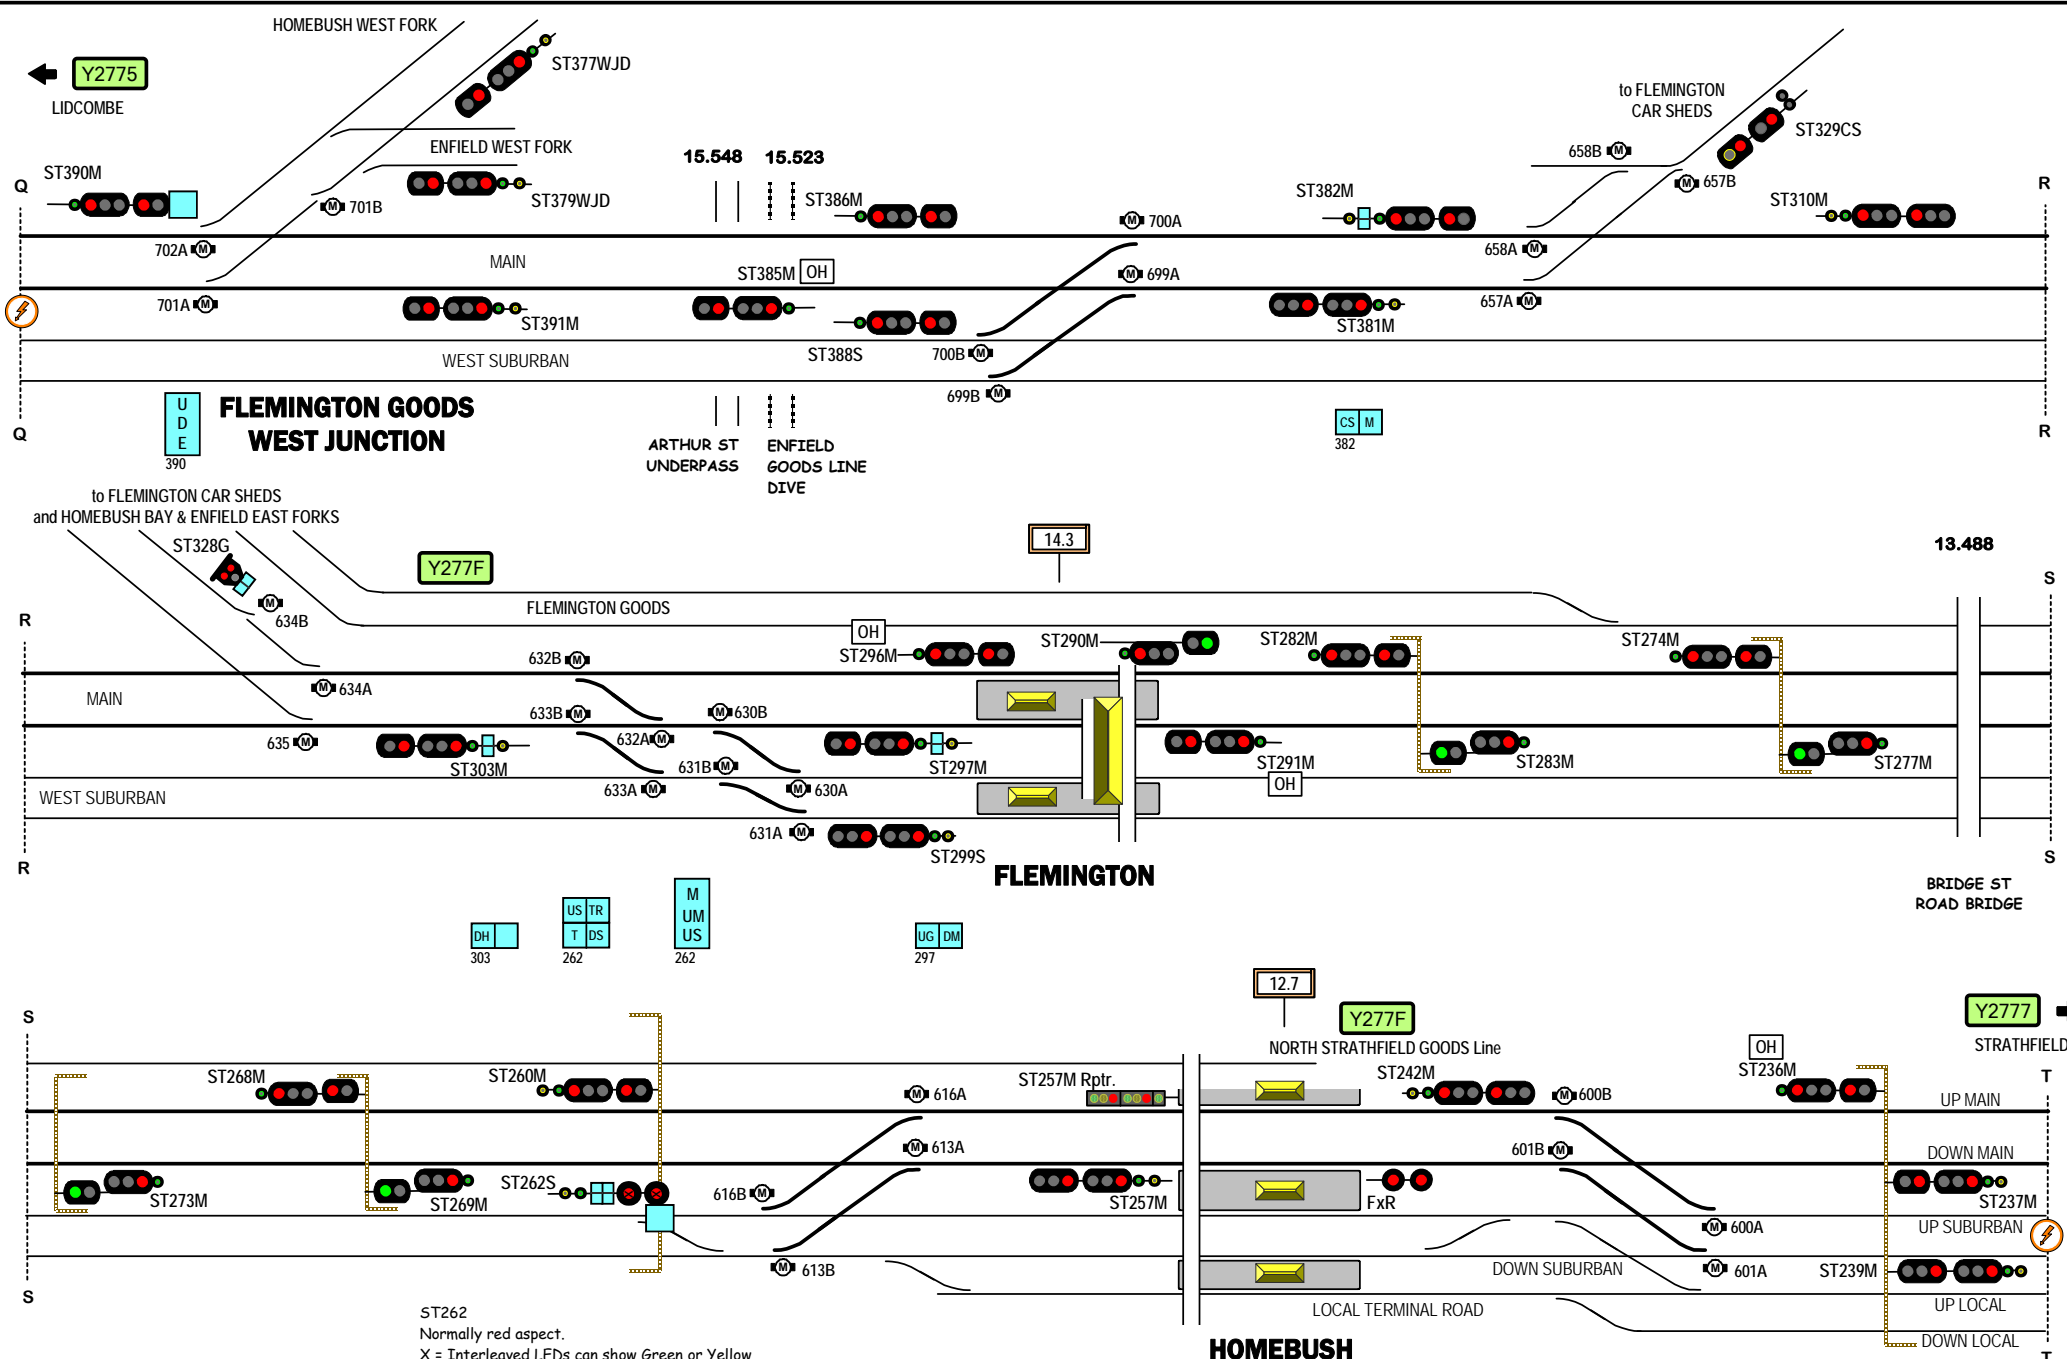 HOMEBUSH WEST FORK
Y2775
LIDCOMBE
ST377WJD
to FLEMINGTON
CAR SHEDS
ST329CS
ENFIELD WEST FORK
15.548 15.523
658B M
ST390M
ST379WJD
ST386M
ST382M
M 657B
ST310M
Q
R
M 701B
M 700A
702A M
658A M
MAIN
ST385M OH
M 699A
701A M
657A M
ST391M
ST381M
WEST SUBURBAN
ST388S
700B M
699B M
U
D
E
390
FLEMINGTON GOODS
WEST JUNCTION
CS M
382
Q
R
ARTHUR ST
UNDERPASS
ENFIELD
GOODS LINE
DIVE
to FLEMINGTON CAR SHEDS
and HOMEBUSH BAY & ENFIELD EAST FORKS
ST328G
Y277F
14.3
13.488
M
634B
FLEMINGTON GOODS
R
S
OH
ST296M
ST290M
ST282M
ST274M
632B M
MAIN
M 634A
633B M
M 630B
635 M
632A M
ST303M
631B M
ST297M
ST291M
ST283M
ST277M
633A M
M 630A
OH
WEST SUBURBAN
631A M
ST299S
R
S
FLEMINGTON
BRIDGE ST
ROAD BRIDGE
DH
303
US TR
T DS
262
M
UM
US
262
UG DM
297
12.7
Y277F
Y2777
STRATHFIELD
S
T
NORTH STRATHFIELD GOODS Line
OH
ST268M
ST260M
M 616A
ST257M Rptr.
ST242M
M 600B
ST236M
UP MAIN
M 613A
601B M
DOWN MAIN
ST273M
ST269M
ST262S
X X
616B M
ST257M
FxR
ST237M
M 600A
UP SUBURBAN
M 613B
DOWN SUBURBAN
M 601A
ST239M
S
LOCAL TERMINAL ROAD
UP LOCAL
DOWN LOCAL
T
HOMEBUSH
ST262
Normally red aspect.
X = Interleaved LEDs can show Green or Yellow